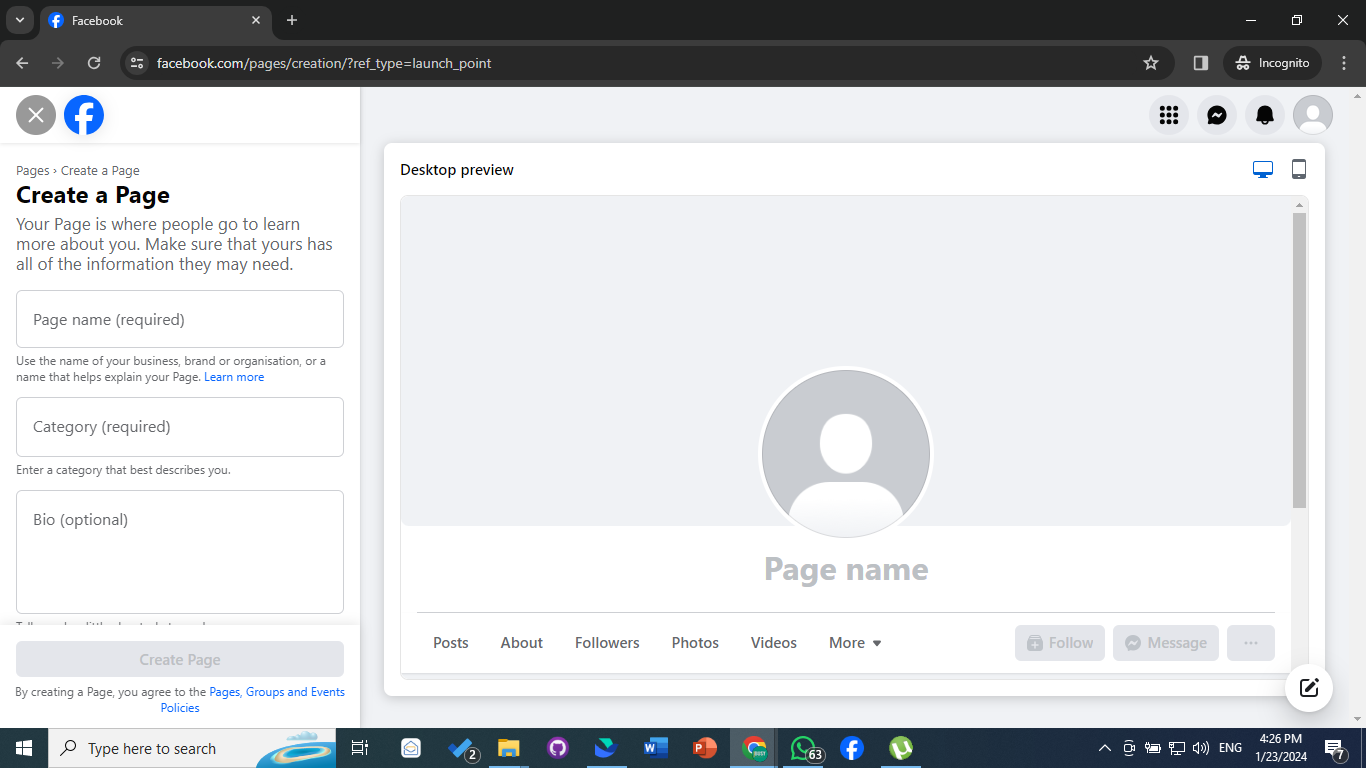 Facebook
facebook.com/pages/creation/?ref_type=launch_point
Incognito
Pages › Create a Page
Create a Page
Your Page is where people go to learn
more about you. Make sure that yours has
all of the information they may need.
Page name (required)
Use the name of your business, brand or organisation, or a
name that helps explain your Page. Learn more
Category (required)
Enter a category that best describes you.
Bio (optional)
Create Page
By creating a Page, you agree to the Pages, Groups and Events
Policies
Desktop preview
Page name
Posts About Followers Photos Videos More
Follow Message
Type here to search
2
63
ENG
4:26 PM
1/23/2024
7